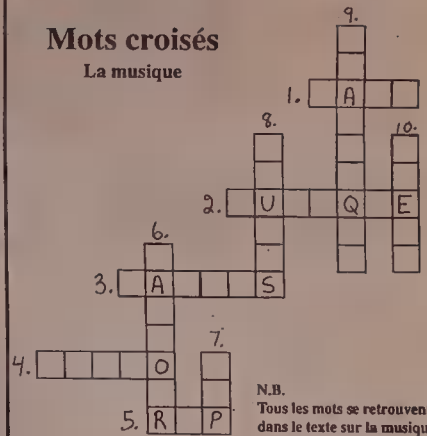 Mots croisés
La musique
9.
1. A
8. 10.
2. U Q E
6.
3. A S
7.
4. O
5. R P
N.B.
Tous les mots se retrouven
dans le texte sur la musiqu